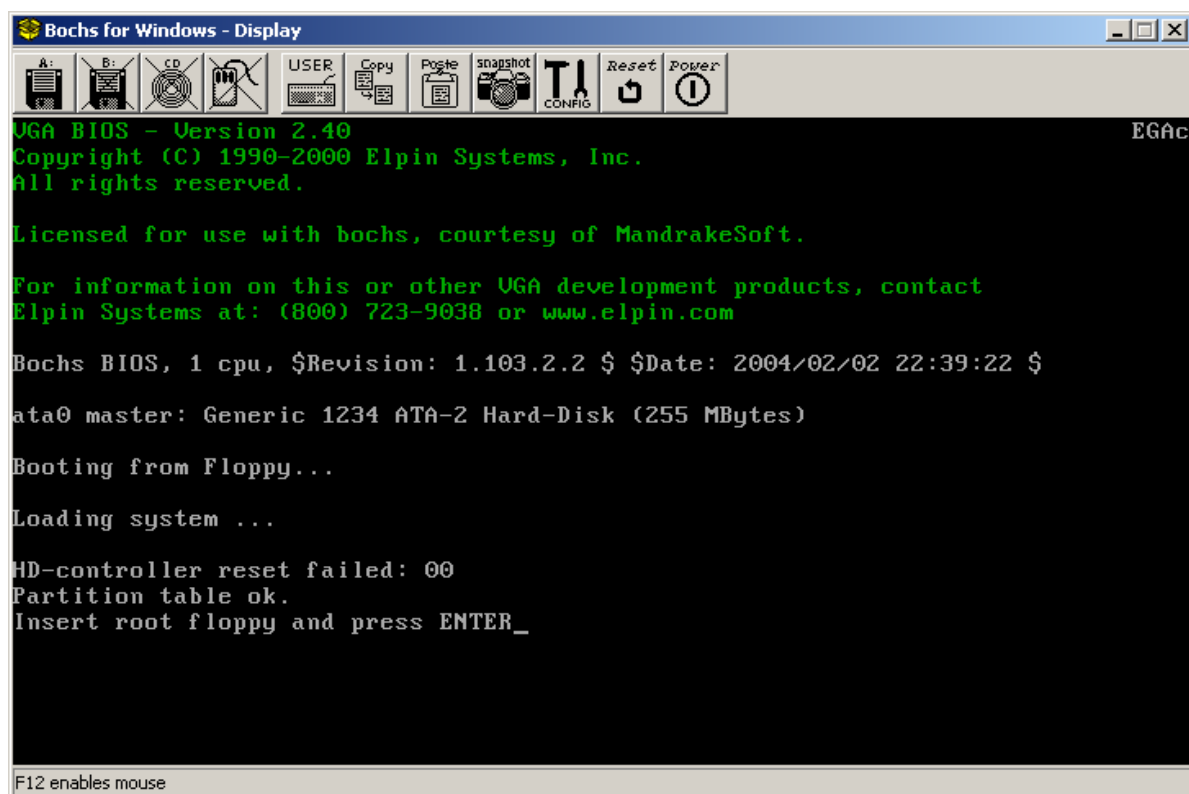 Bochs for Windows - Display
A: B: CD USER Copy Paste snapshot CONFIG Reset Power
VGA BIOS - Version 2.40 EGAc
Copyright (C) 1990-2000 Elpin Systems, Inc.
All rights reserved.
Licensed for use with bochs, courtesy of MandrakeSoft.
For information on this or other VGA development products, contact
Elpin Systems at: (800) 723-9038 or www.elpin.com
Bochs BIOS, 1 cpu, $Revision: 1.103.2.2 $ $Date: 2004/02/02 22:39:22 $
ata0 master: Generic 1234 ATA-2 Hard-Disk (255 MBytes)
Booting from Floppy...
Loading system ...
HD-controller reset failed: 00
Partition table ok.
Insert root floppy and press ENTER_
F12 enables mouse